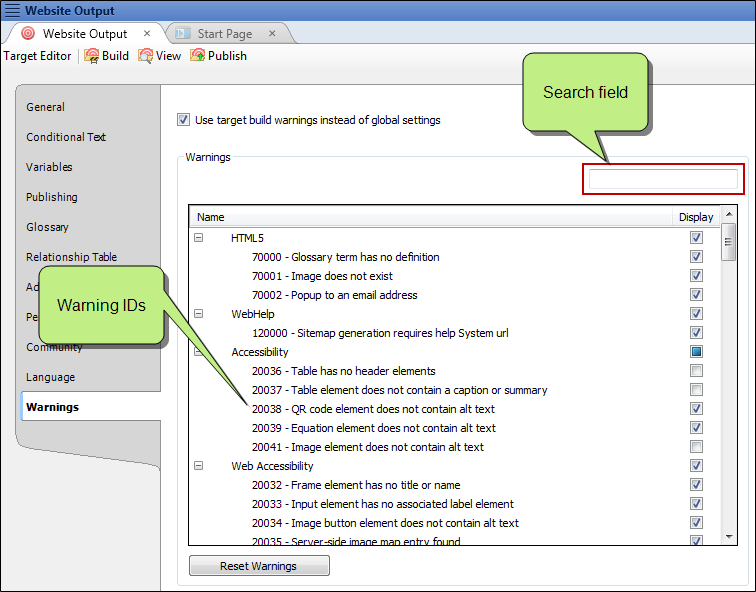 Website Output
Website Output
Start Page
Target Editor Build View Publish
Search field
General
Conditional Text
Variables
Publishing
Glossary
Relationship Table
Ad
Pe
Community
Language
Warnings
Warning IDs
Use target build warnings instead of global settings
Warnings
Name Display
HTML5
70000 - Glossary term has no definition
70001 - Image does not exist
70002 - Popup to an email address
WebHelp
120000 - Sitemap generation requires help System url
Accessibility
20036 - Table has no header elements
20037 - Table element does not contain a caption or summary
20038 - QR code element does not contain alt text
20039 - Equation element does not contain alt text
20041 - Image element does not contain alt text
Web Accessibility
20032 - Frame element has no title or name
20033 - Input element has no associated label element
20034 - Image button element does not contain alt text
20035 - Server-side image map entry found
Reset Warnings